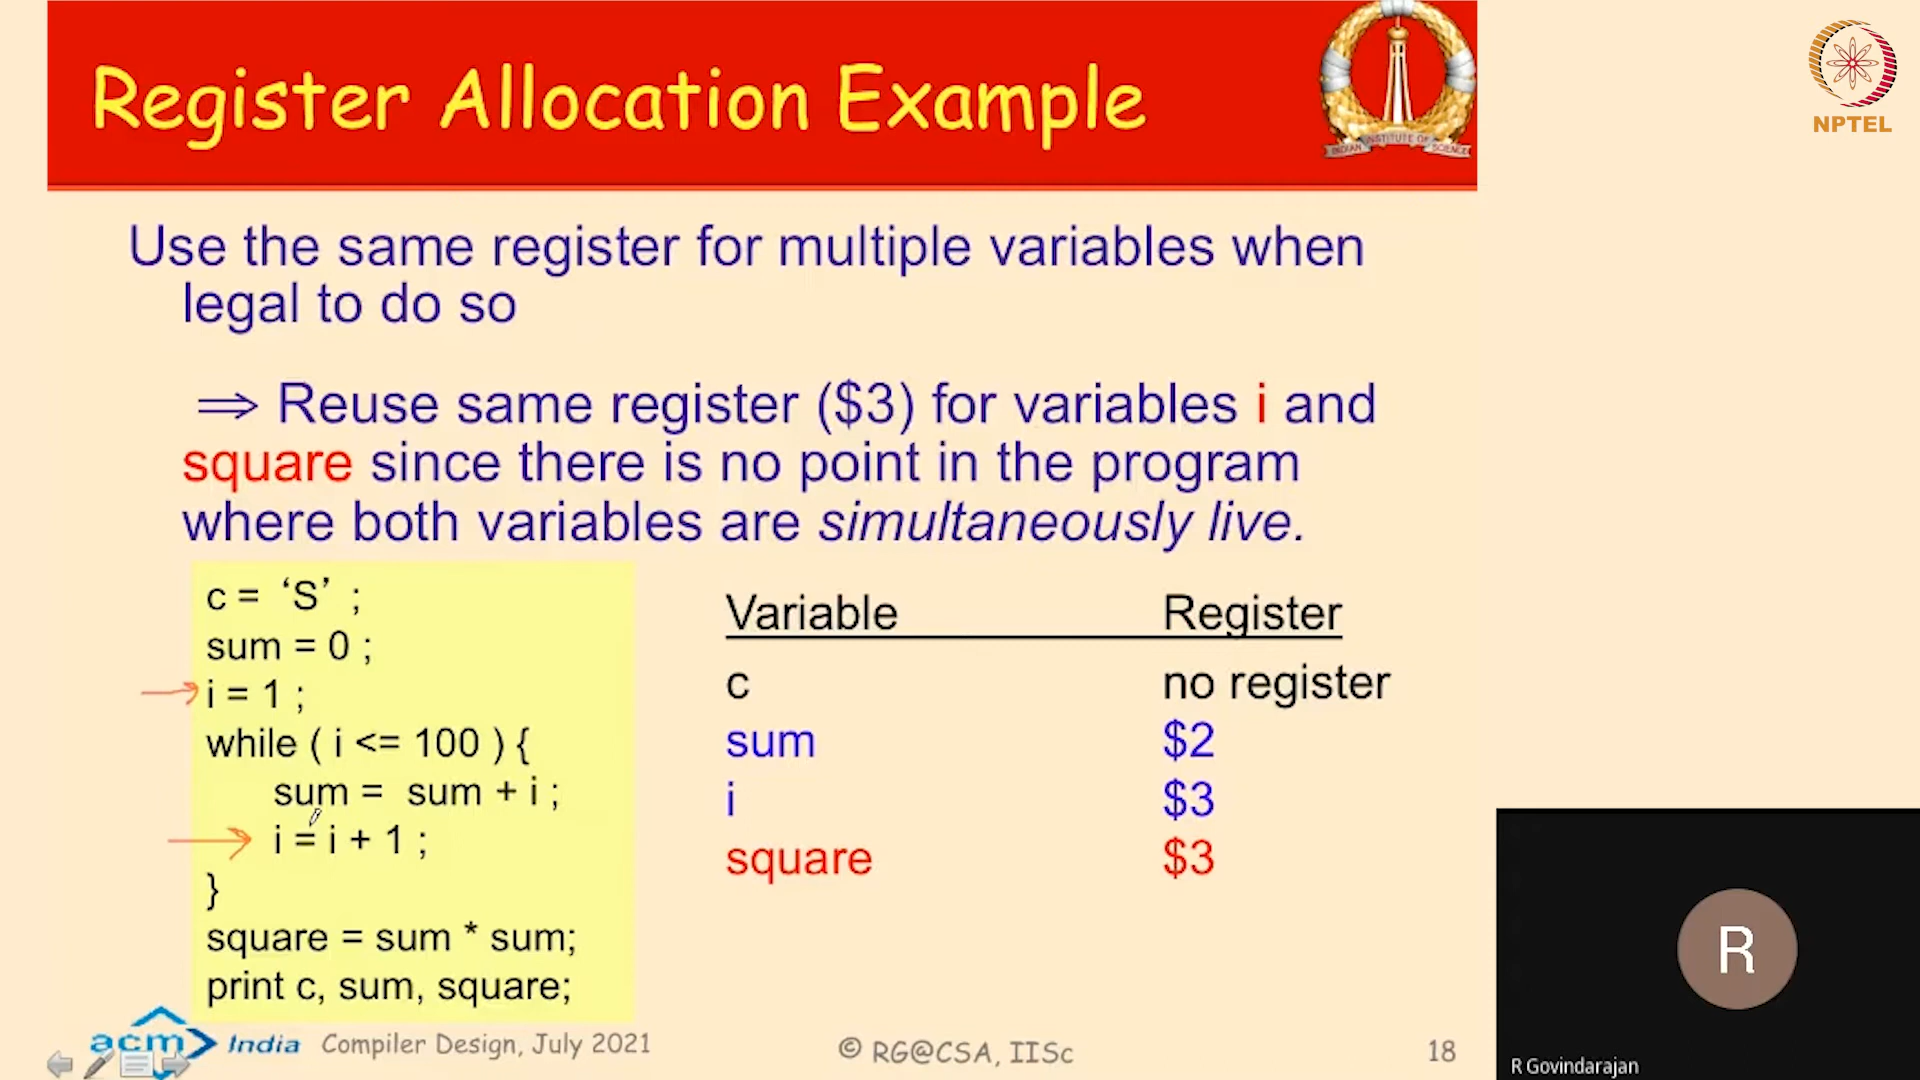 Register Allocation Example
NPTEL
Use the same register for multiple variables when
legal to do so
⇒ Reuse same register ($3) for variables i and
square since there is no point in the program
where both variables are simultaneously live.
c = ‘S’ ;
sum = 0 ;
i = 1 ;
while ( i <= 100 ) {
sum = sum + i ;
i = i + 1 ;
}
square = sum * sum;
print c, sum, square;
Variable Register
c no register
sum $2
i $3
square $3
acm India Compiler Design, July 2021
© RG@CSA, IISc
18
R
R Govindarajan